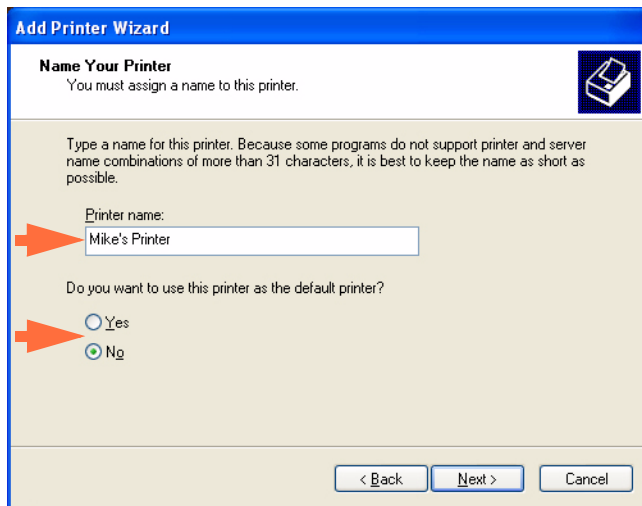 Add Printer Wizard
Name Your Printer
You must assign a name to this printer.
Type a name for this printer. Because some programs do not support printer and server
name combinations of more than 31 characters, it is best to keep the name as short as
possible.
Printer name:
Mike's Printer
Do you want to use this printer as the default printer?
Yes
No
< Back
Next >
Cancel